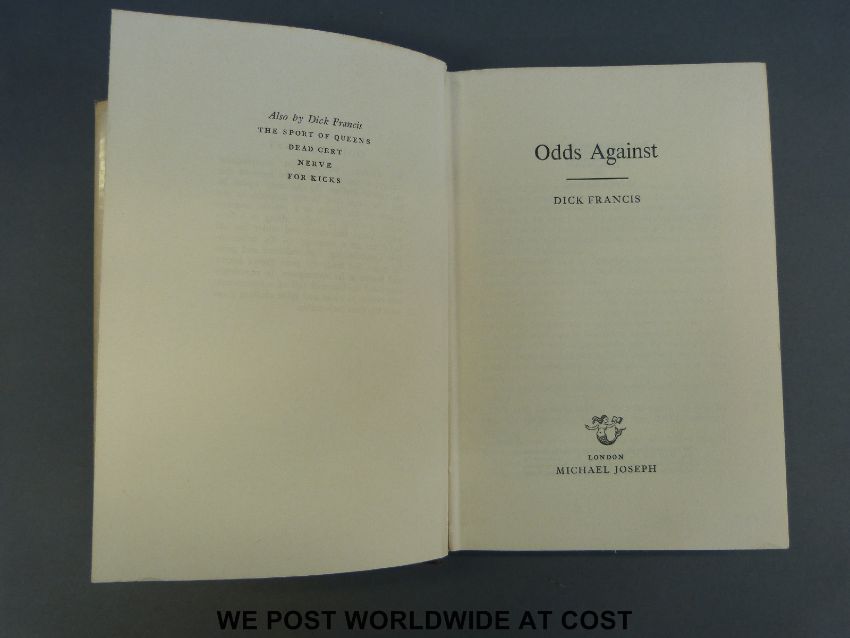 Also by Dick Francis
THE SPORT OF QUEENS
DEAD CERT
NERVE
FOR KICKS
Odds Against
DICK FRANCIS
LONDON
MICHAEL JOSEPH
WE POST WORLDWIDE AT COST